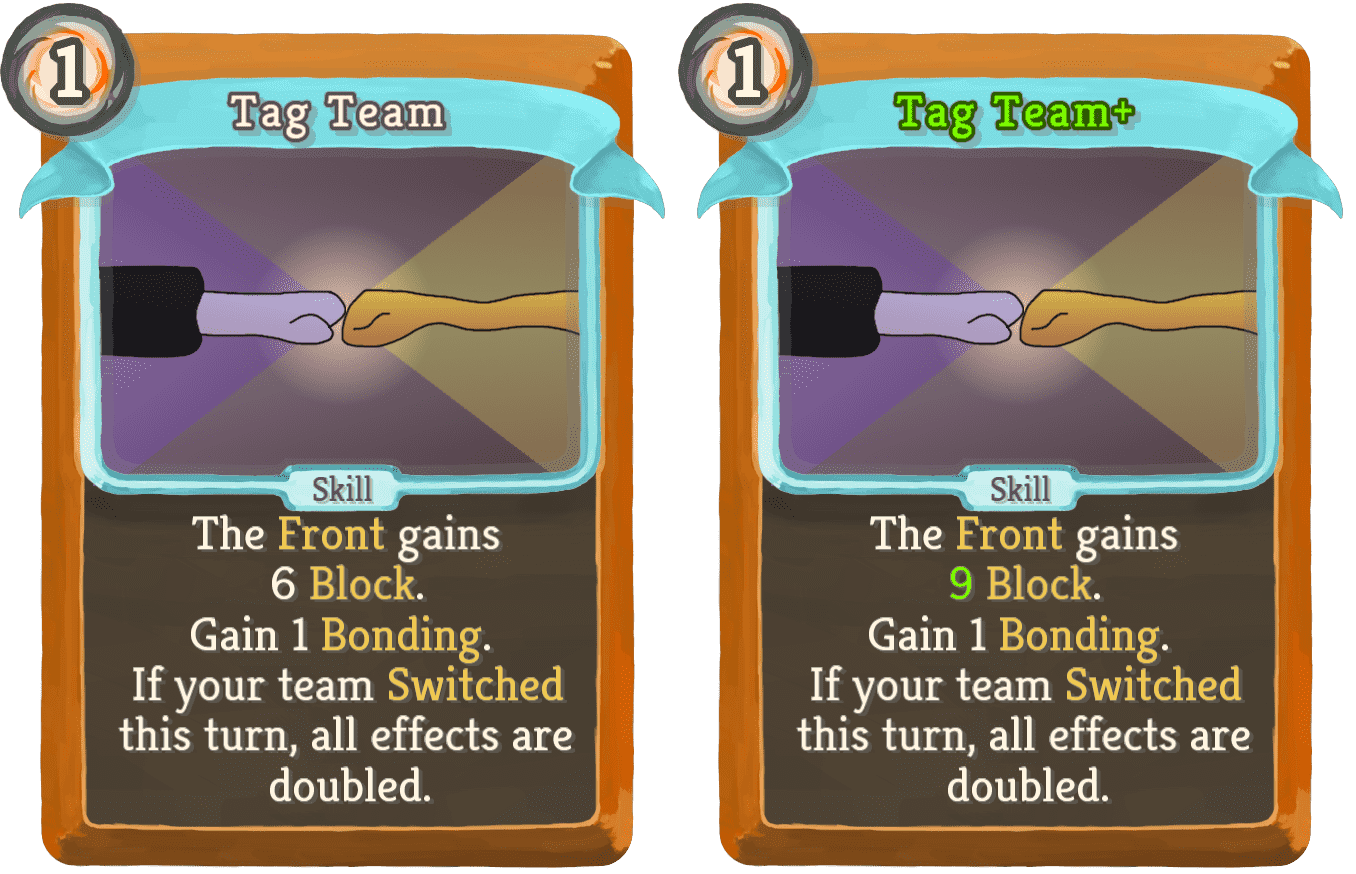 1
Tag Team
Skill
The Front gains
6 Block.
Gain 1 Bonding.
If your team Switched
this turn, all effects are
doubled.
1
Tag Team+
Skill
The Front gains
9 Block.
Gain 1 Bonding.
If your team Switched
this turn, all effects are
doubled.